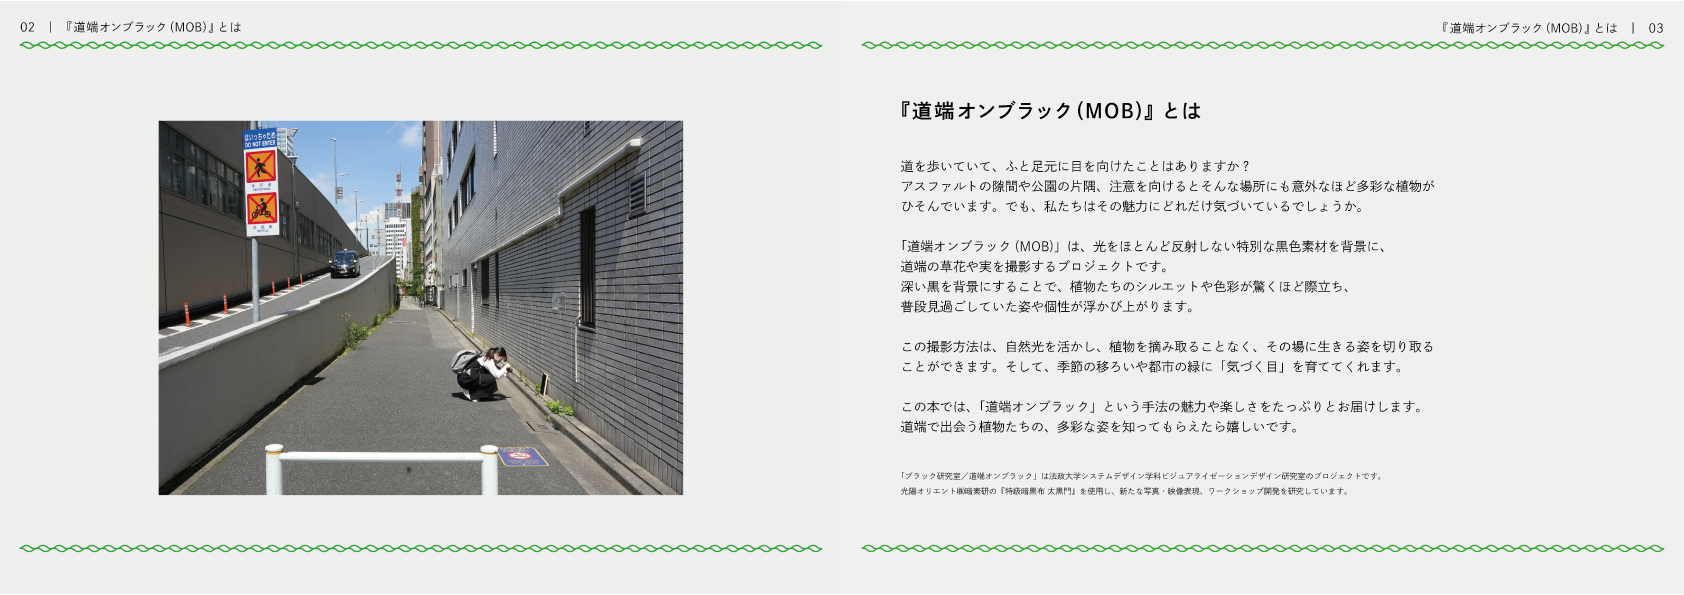 02 | 『道端オンブラック(MOB)』とは
はいっちゃだめ
DO NOT ENTER
『道端オンブラック(MOB)』とは | 03
『道端オンブラック(MOB)』とは
道を歩いていて、ふと足元に目を向けたことはありますか？
アスファルトの隙間や公園の片隅、注意を向けるとそんな場所にも意外なほど多彩な植物が
ひそんでいます。でも、私たちはその魅力にどれだけ気づいているでしょうか。
「道端オンブラック(MOB)」は、光をほとんど反射しない特別な黒色素材を背景に、
道端の草花や実を撮影するプロジェクトです。
深い黒を背景にすることで、植物たちのシルエットや色彩が驚くほど際立ち、
普段見過ごしていた姿や個性が浮かび上がります。
この撮影方法は、自然光を活かし、植物を摘み取ることなく、その場に生きる姿を切り取る
ことができます。そして、季節の移ろいや都市の緑に「気づく目」を育ててくれます。
この本では、「道端オンブラック」という手法の魅力や楽しさをたっぷりとお届けします。
道端で出会う植物たちの、多彩な姿を知ってもらえたら嬉しいです。
「ブラック研究室／道端オンブラック」は法政大学システムデザイン学科ビジュアライゼーションデザイン研究室のプロジェクトです。
光陽オリエント㈱暗素研の『特級暗黒布 太黒門』を使用し、新たな写真・映像表現、ワークショップ開発を研究しています。